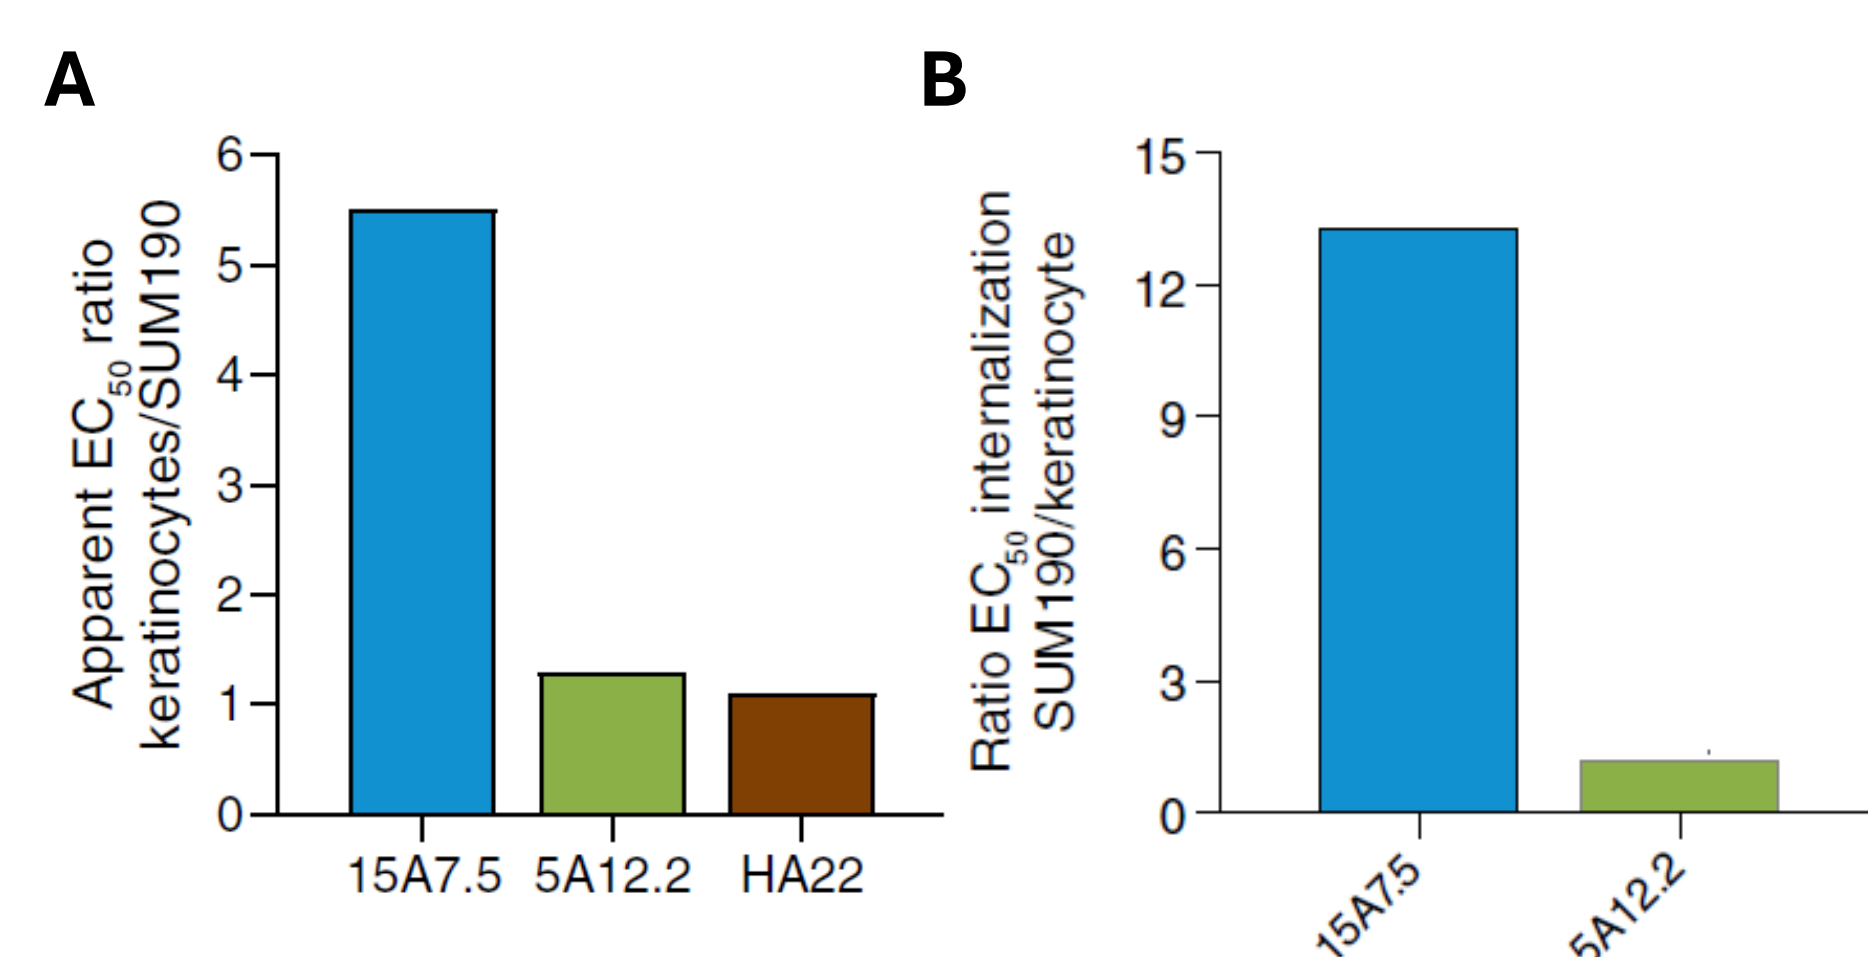 A
Apparent EC50 ratio
keratinocytes/SUM190
6
5
4
3
2
1
0
15A7.5 5A12.2 HA22
B
Ratio EC50 internalization
SUM190/keratinocyte
15
12
9
6
3
0
15A7.5
5A12.2